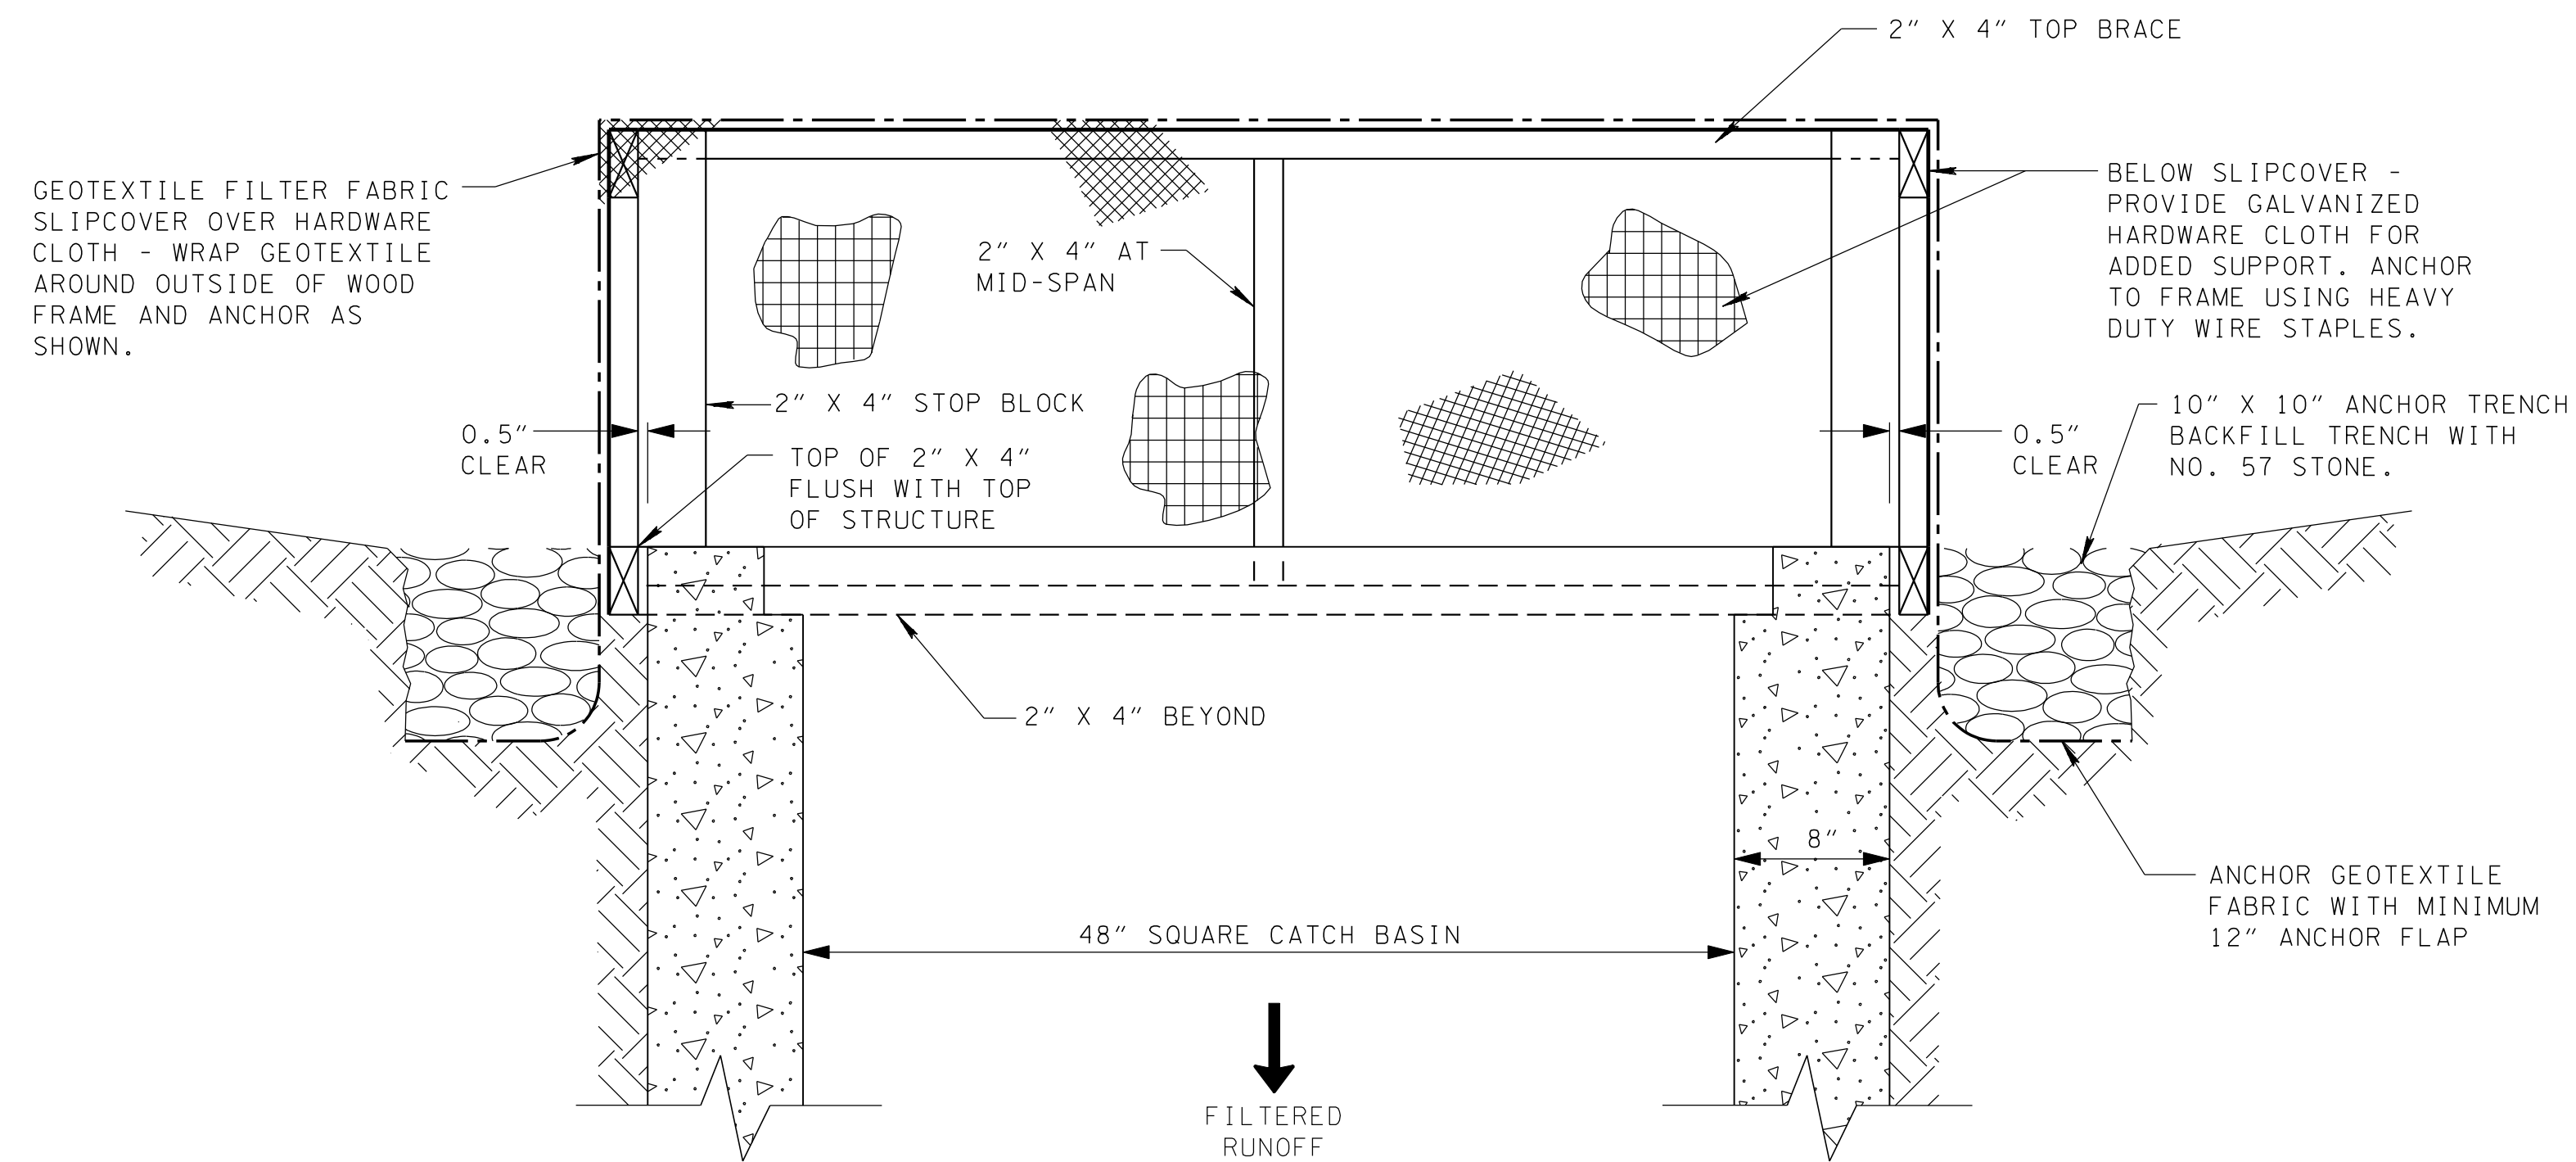 2" X 4" TOP BRACE
GEOTEXTILE FILTER FABRIC
SLIPCOVER OVER HARDWARE
CLOTH - WRAP GEOTEXTILE
AROUND OUTSIDE OF WOOD
FRAME AND ANCHOR AS
SHOWN.
BELOW SLIPCOVER -
PROVIDE GALVANIZED
HARDWARE CLOTH FOR
ADDED SUPPORT. ANCHOR
TO FRAME USING HEAVY
DUTY WIRE STAPLES.
2" X 4" AT
MID-SPAN
2" X 4" STOP BLOCK
0.5"
CLEAR
TOP OF 2" X 4"
FLUSH WITH TOP
OF STRUCTURE
0.5"
CLEAR
10" X 10" ANCHOR TRENCH
BACKFILL TRENCH WITH
NO. 57 STONE.
2" X 4" BEYOND
8"
ANCHOR GEOTEXTILE
FABRIC WITH MINIMUM
12" ANCHOR FLAP
48" SQUARE CATCH BASIN
FILTERED
RUNOFF